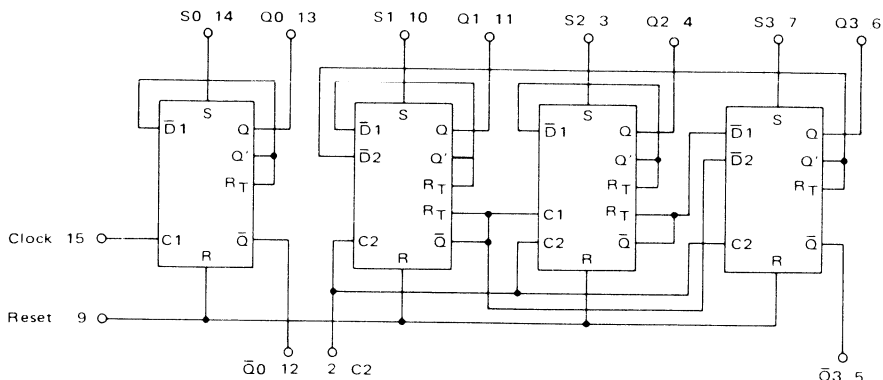 S0 14 Q0 13 S1 10 Q1 11 S2 3 Q2 4 S3 7 Q3 6
S S S S
D̅1 Q D̅1 Q D̅1 Q D̅1 Q
Q' D̅2 Q' Q' D̅2 Q'
RT RT RT RT
RT C1 RT
Clock 15 C1 Q̅ C2 Q̅ C2 Q̅ C2 Q̅
R R R R
Reset 9
Q̅0 12 2 C2 Q̅3 5